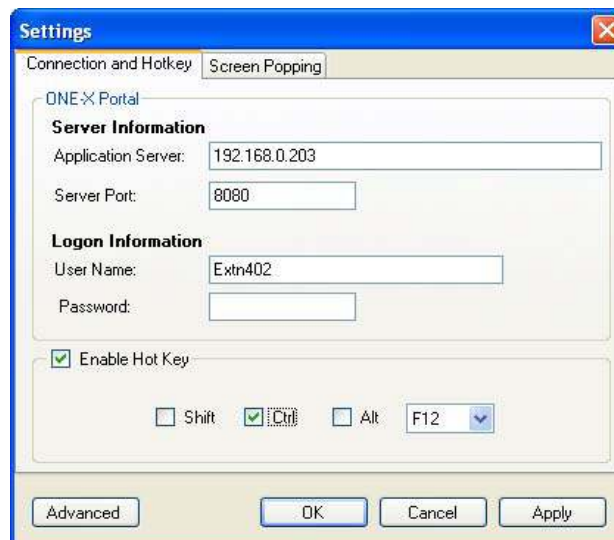 Settings
Connection and Hotkey Screen Popping
ONE-X Portal
Server Information
Application Server: 192.168.0.203
Server Port: 8080
Logon Information
User Name: Extn402
Password:
Enable Hot Key
Shift Ctrl Alt F12
Advanced OK Cancel Apply